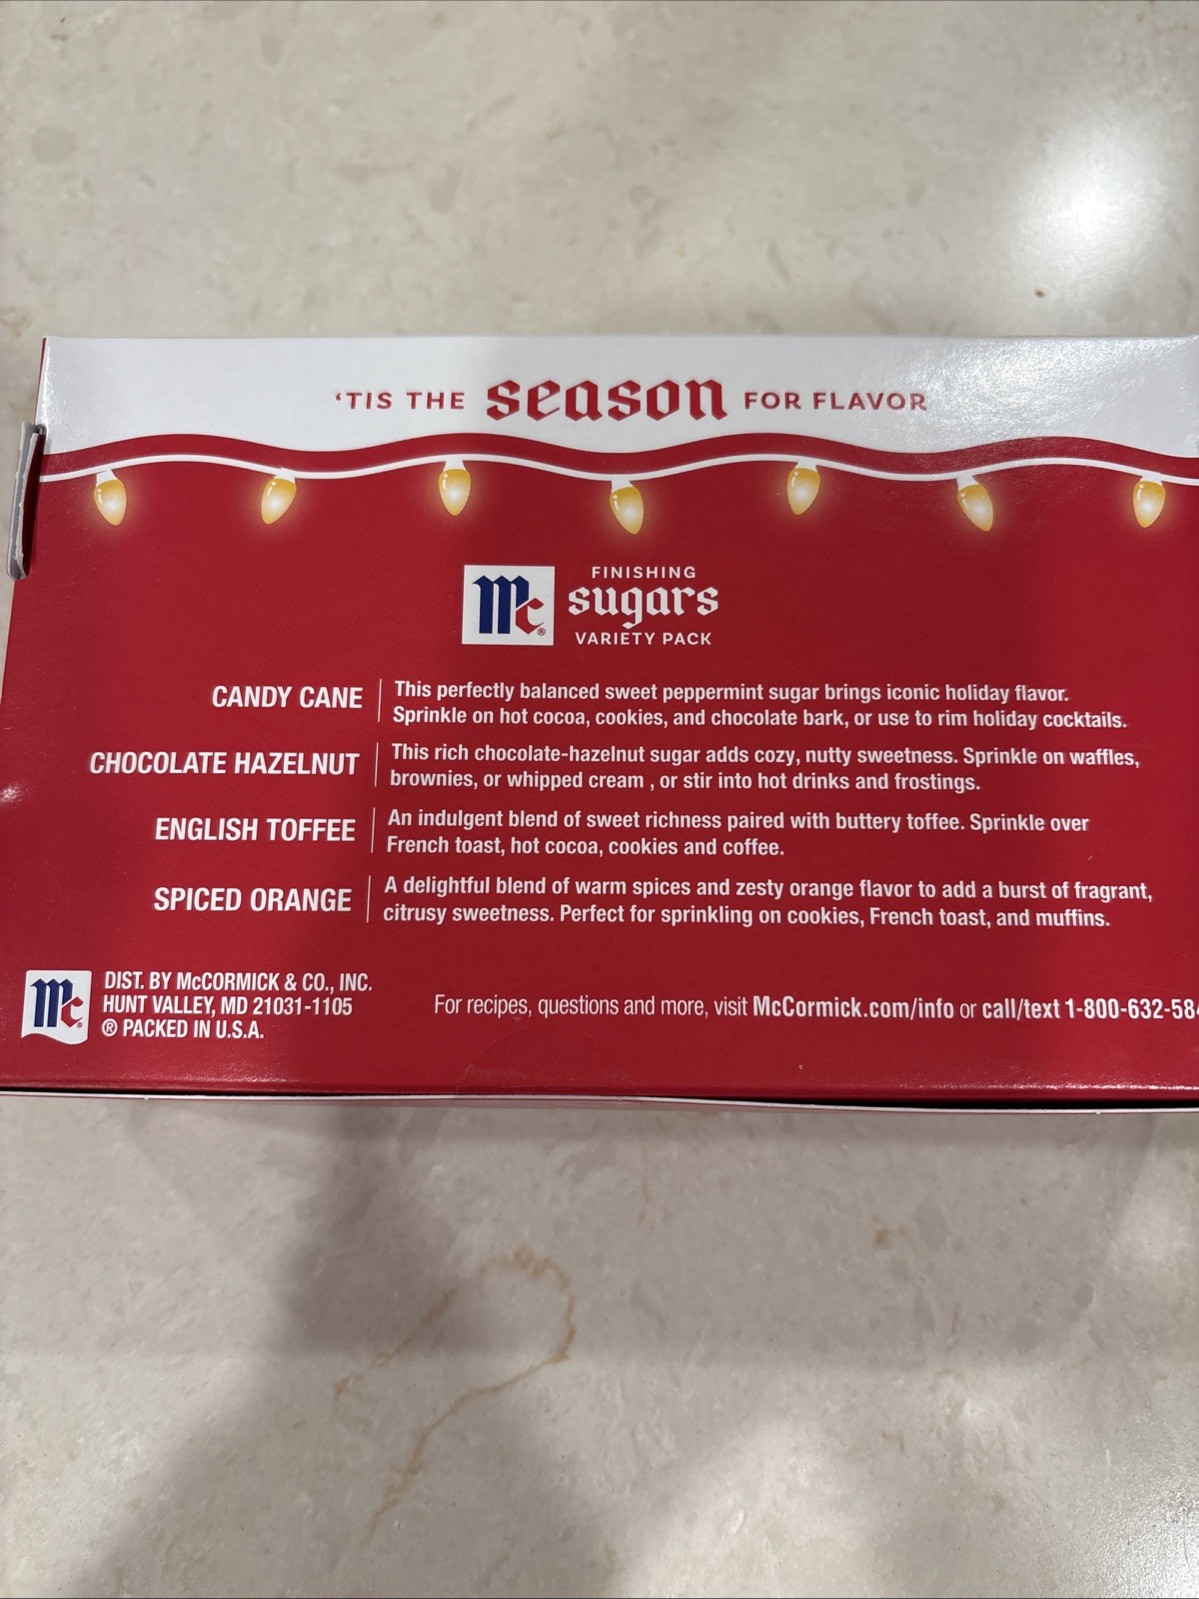 ‘TIS THE season FOR FLAVOR
Mc®
FINISHING
sugars
VARIETY PACK
CANDY CANE
This perfectly balanced sweet peppermint sugar brings iconic holiday flavor.
Sprinkle on hot cocoa, cookies, and chocolate bark, or use to rim holiday cocktails.
CHOCOLATE HAZELNUT
This rich chocolate-hazelnut sugar adds cozy, nutty sweetness. Sprinkle on waffles,
brownies, or whipped cream , or stir into hot drinks and frostings.
ENGLISH TOFFEE
An indulgent blend of sweet richness paired with buttery toffee. Sprinkle over
French toast, hot cocoa, cookies and coffee.
SPICED ORANGE
A delightful blend of warm spices and zesty orange flavor to add a burst of fragrant,
citrusy sweetness. Perfect for sprinkling on cookies, French toast, and muffins.
Mc®
DIST. BY McCORMICK & CO., INC.
HUNT VALLEY, MD 21031-1105
® PACKED IN U.S.A.
For recipes, questions and more, visit McCormick.com/info or call/text 1-800-632-58